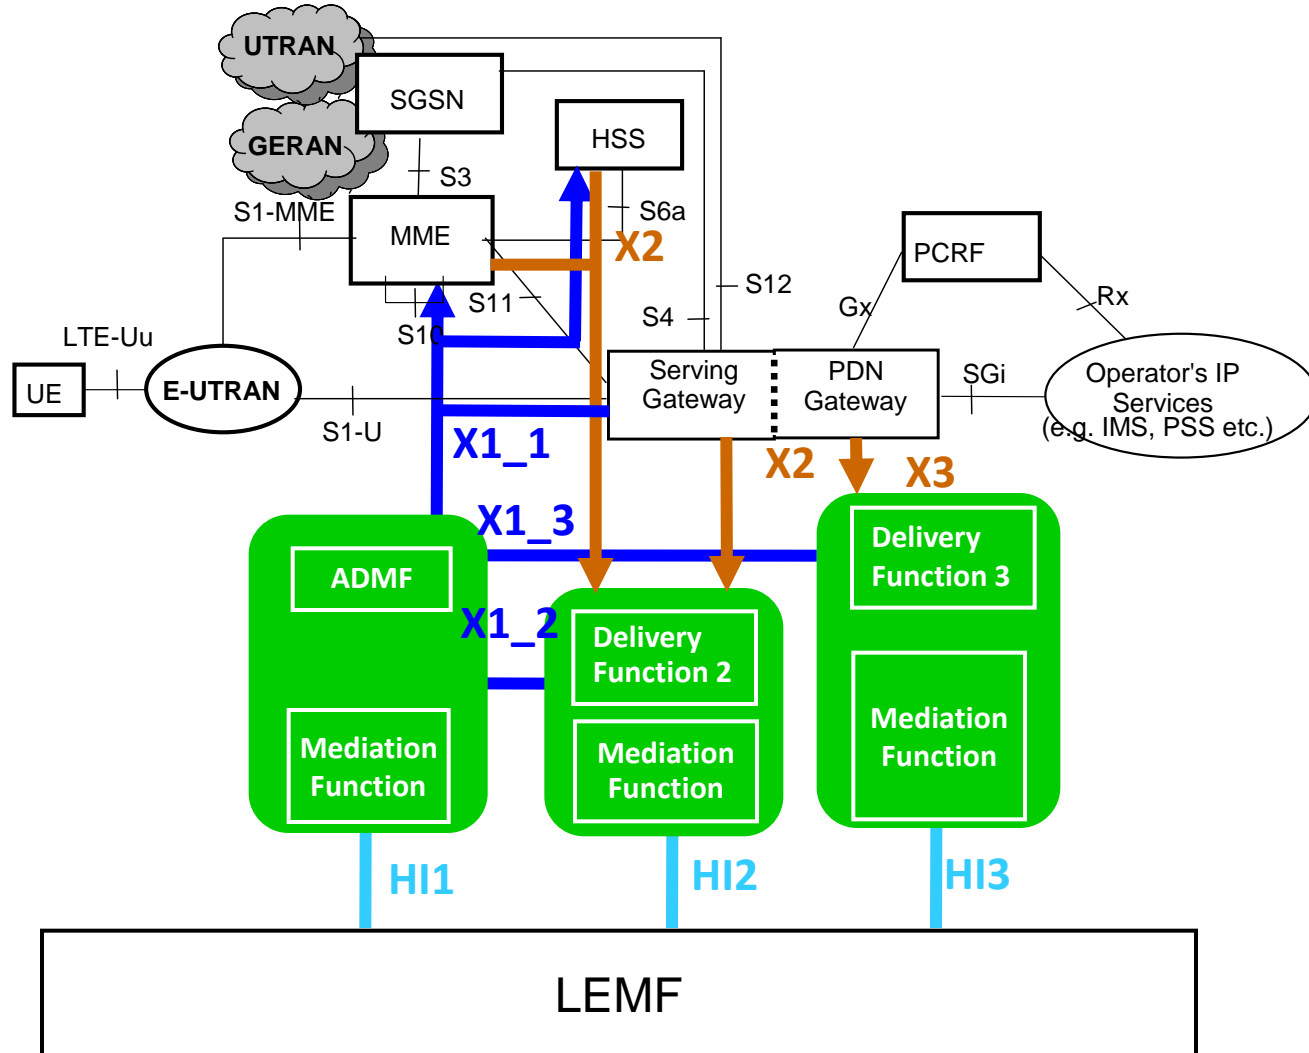 UTRAN
SGSN
GERAN
HSS
S3
S1-MME
S6a
MME
X2
PCRF
S11
S12
Gx
Rx
S10
S4
LTE-Uu
UE
E-UTRAN
Serving
Gateway
PDN
Gateway
SGi
Operator's IP
Services
(e.g. IMS, PSS etc.)
S1-U
X1_1
X2
X3
X1_3
Delivery
Function 3
ADMF
X1_2
Delivery
Function 2
Mediation
Function
Mediation
Function
Mediation
Function
HI1
HI2
HI3
LEMF